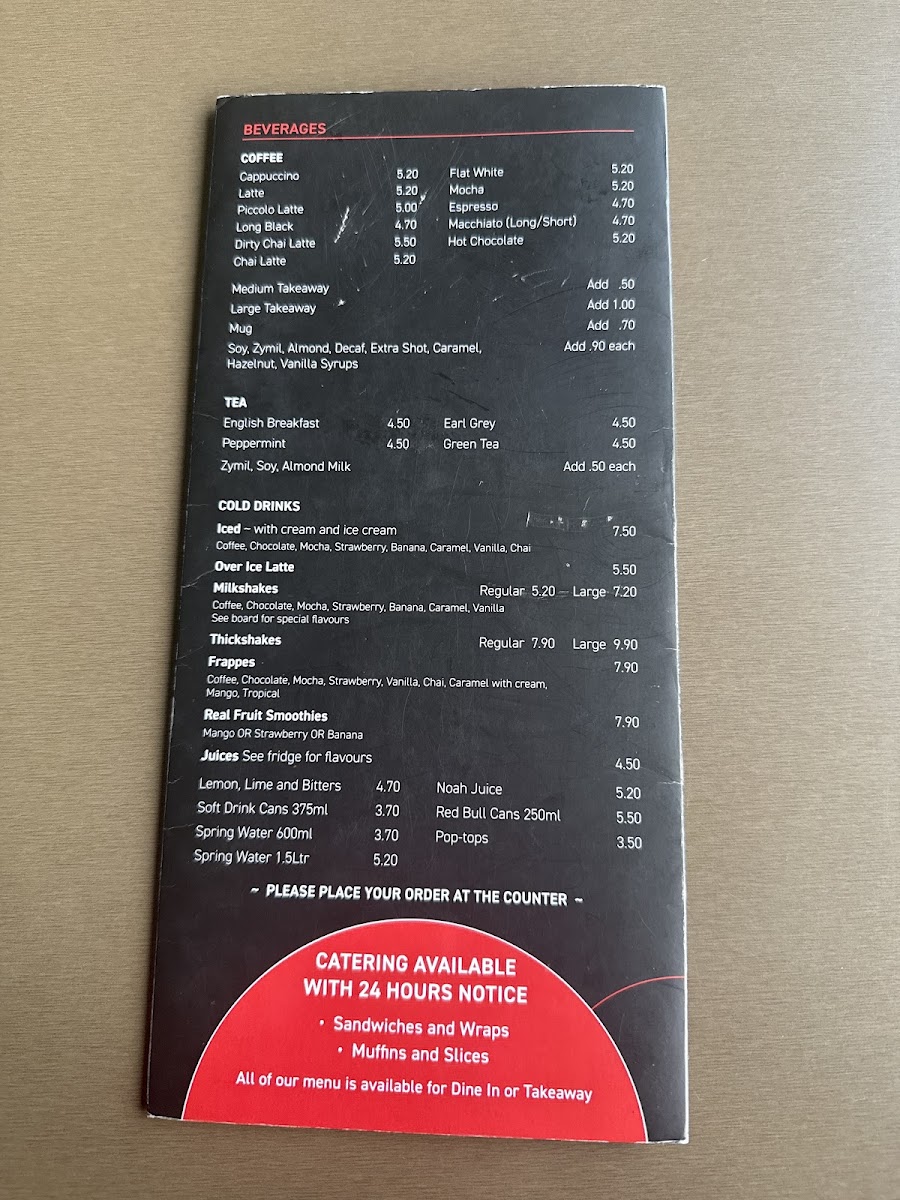 BEVERAGES
COFFEE
Cappuccino 5.20 Flat White 5.20
Latte 5.20 Mocha 5.20
Piccolo Latte 5.00 Espresso 4.70
Long Black 4.70 Macchiato (Long/Short) 4.70
Dirty Chai Latte 5.50 Hot Chocolate 5.20
Chai Latte 5.20
Medium Takeaway Add .50
Large Takeaway Add 1.00
Mug Add .70
Soy, Zymil, Almond, Decaf, Extra Shot, Caramel, Add .90 each
Hazelnut, Vanilla Syrups
TEA
English Breakfast 4.50 Earl Grey 4.50
Peppermint 4.50 Green Tea 4.50
Zymil, Soy, Almond Milk Add .50 each
COLD DRINKS
Iced – with cream and ice cream 7.50
Coffee, Chocolate, Mocha, Strawberry, Banana, Caramel, Vanilla, Chai
Over Ice Latte 5.50
Milkshakes Regular 5.20 – Large 7.20
Coffee, Chocolate, Mocha, Strawberry, Banana, Caramel, Vanilla
See board for special flavours
Thickshakes Regular 7.90 Large 9.90
Frappes 7.90
Coffee, Chocolate, Mocha, Strawberry, Vanilla, Chai, Caramel with cream,
Mango, Tropical
Real Fruit Smoothies 7.90
Mango OR Strawberry OR Banana
Juices See fridge for flavours 4.50
Lemon, Lime and Bitters 4.70 Noah Juice 5.20
Soft Drink Cans 375ml 3.70 Red Bull Cans 250ml 5.50
Spring Water 600ml 3.70 Pop-tops 3.50
Spring Water 1.5Ltr 5.20
~ PLEASE PLACE YOUR ORDER AT THE COUNTER ~
CATERING AVAILABLE
WITH 24 HOURS NOTICE
• Sandwiches and Wraps
• Muffins and Slices
All of our menu is available for Dine In or Takeaway